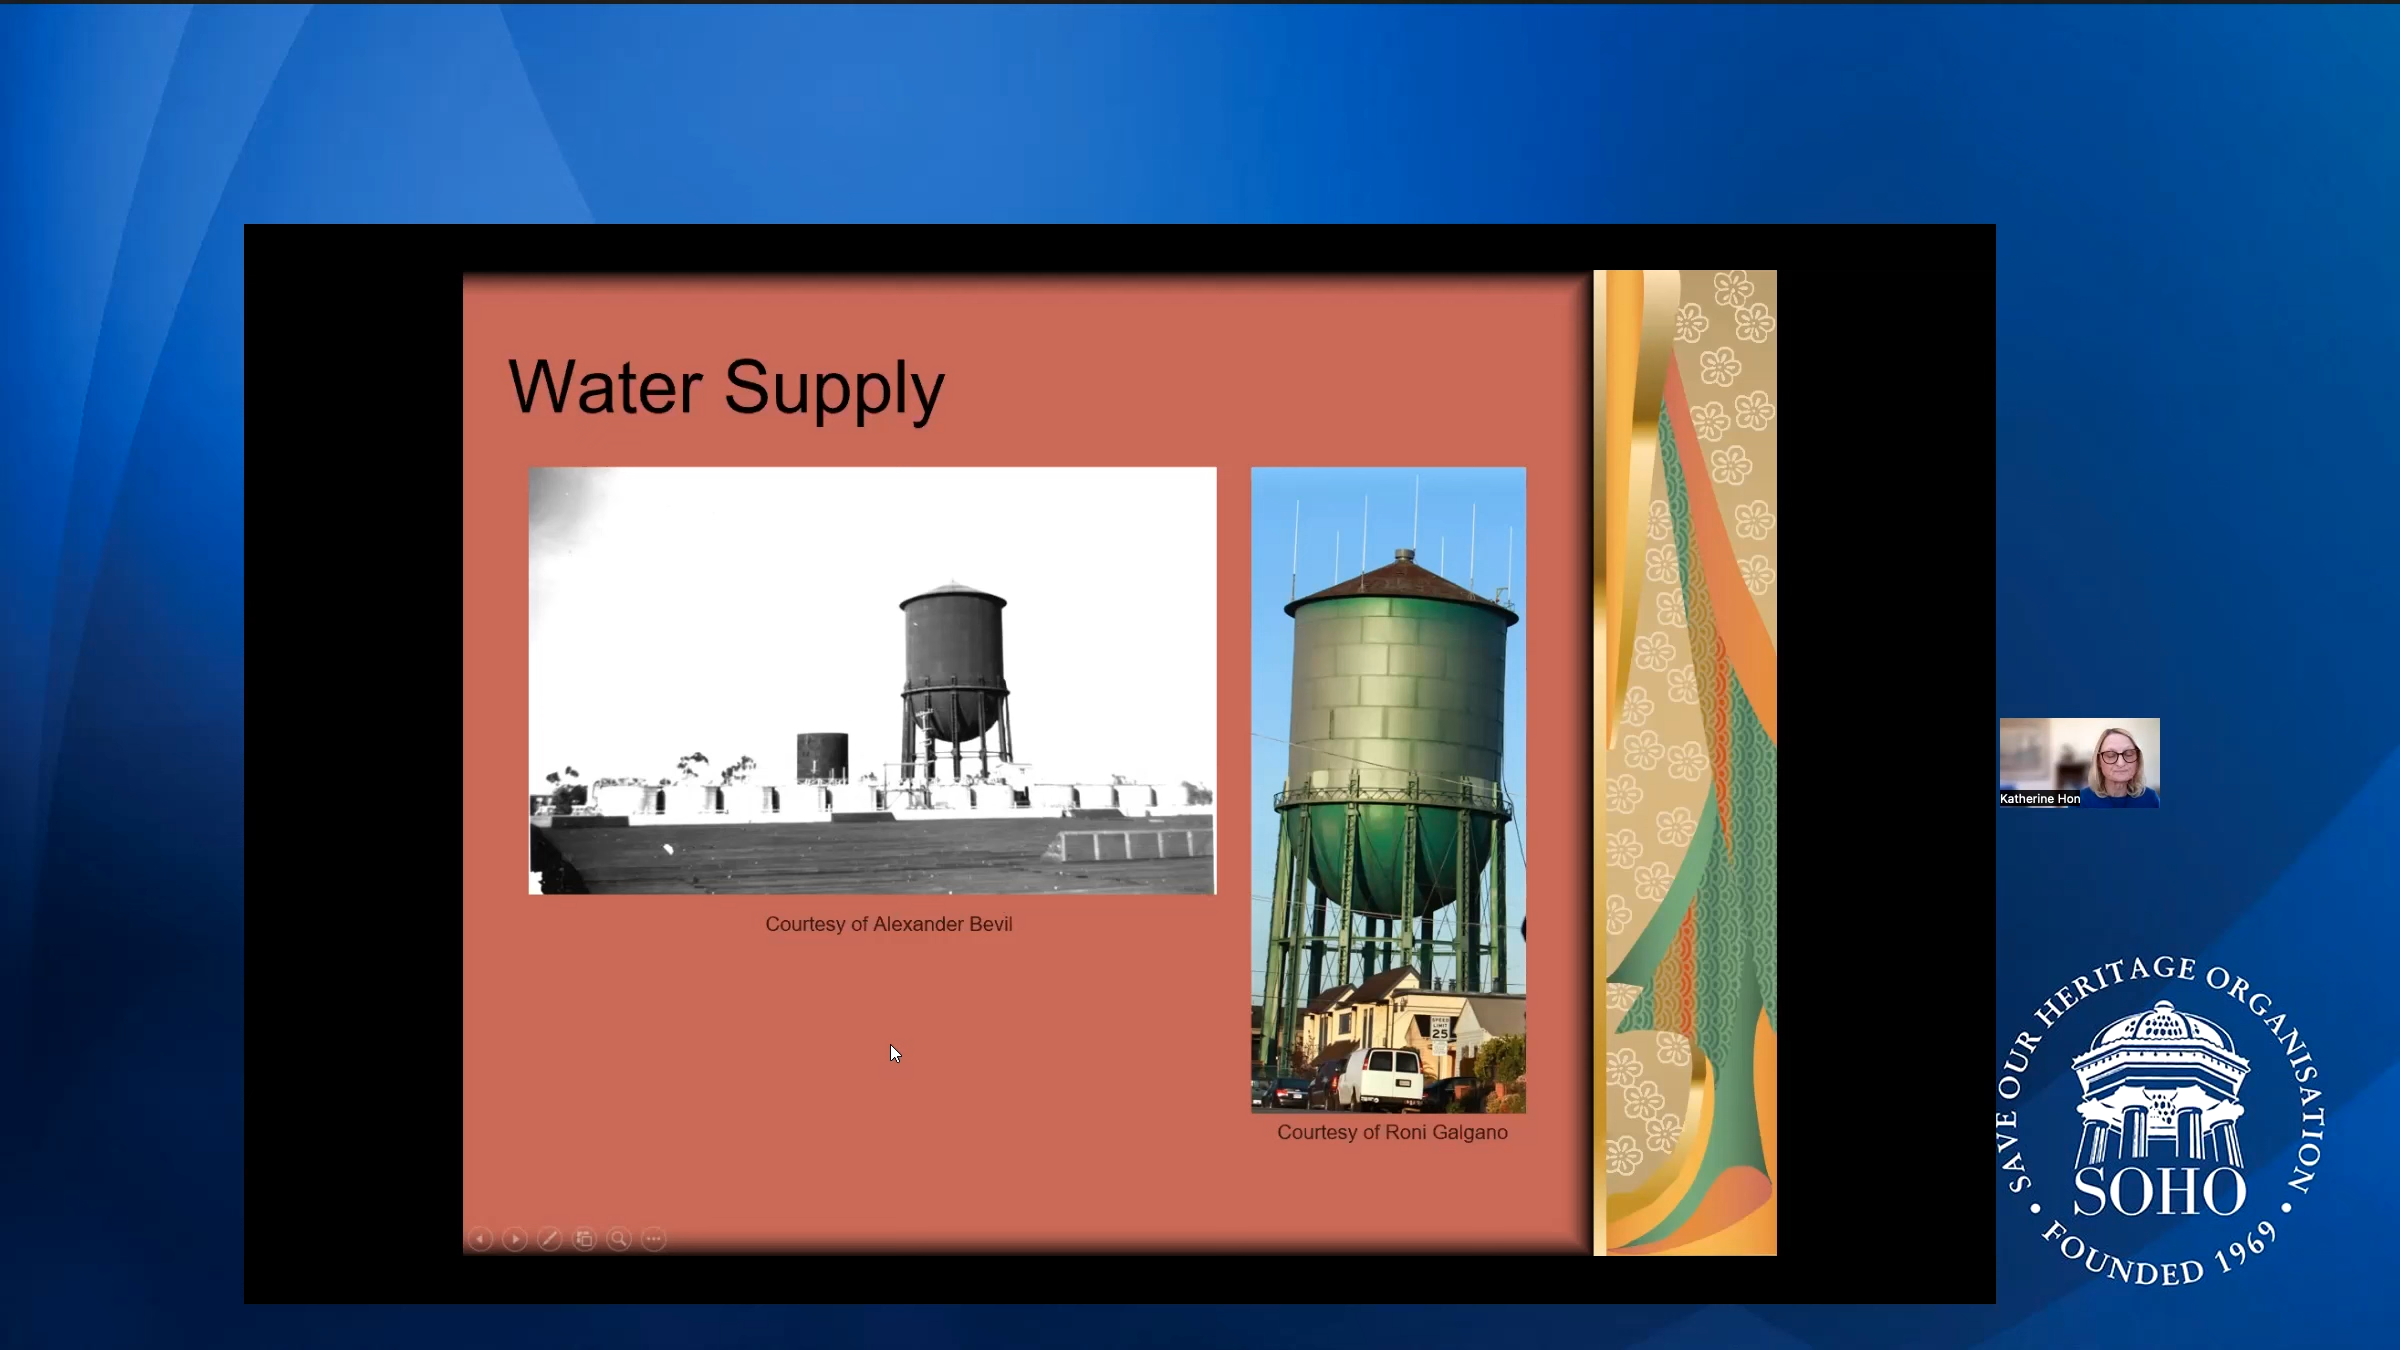 Water Supply
Courtesy of Alexander Bevil
SPEED
LIMIT
25
Courtesy of Roni Galgano
Katherine Hon
SAVE OUR HERITAGE ORGANISATION
SOHO
• FOUNDED 1969 •